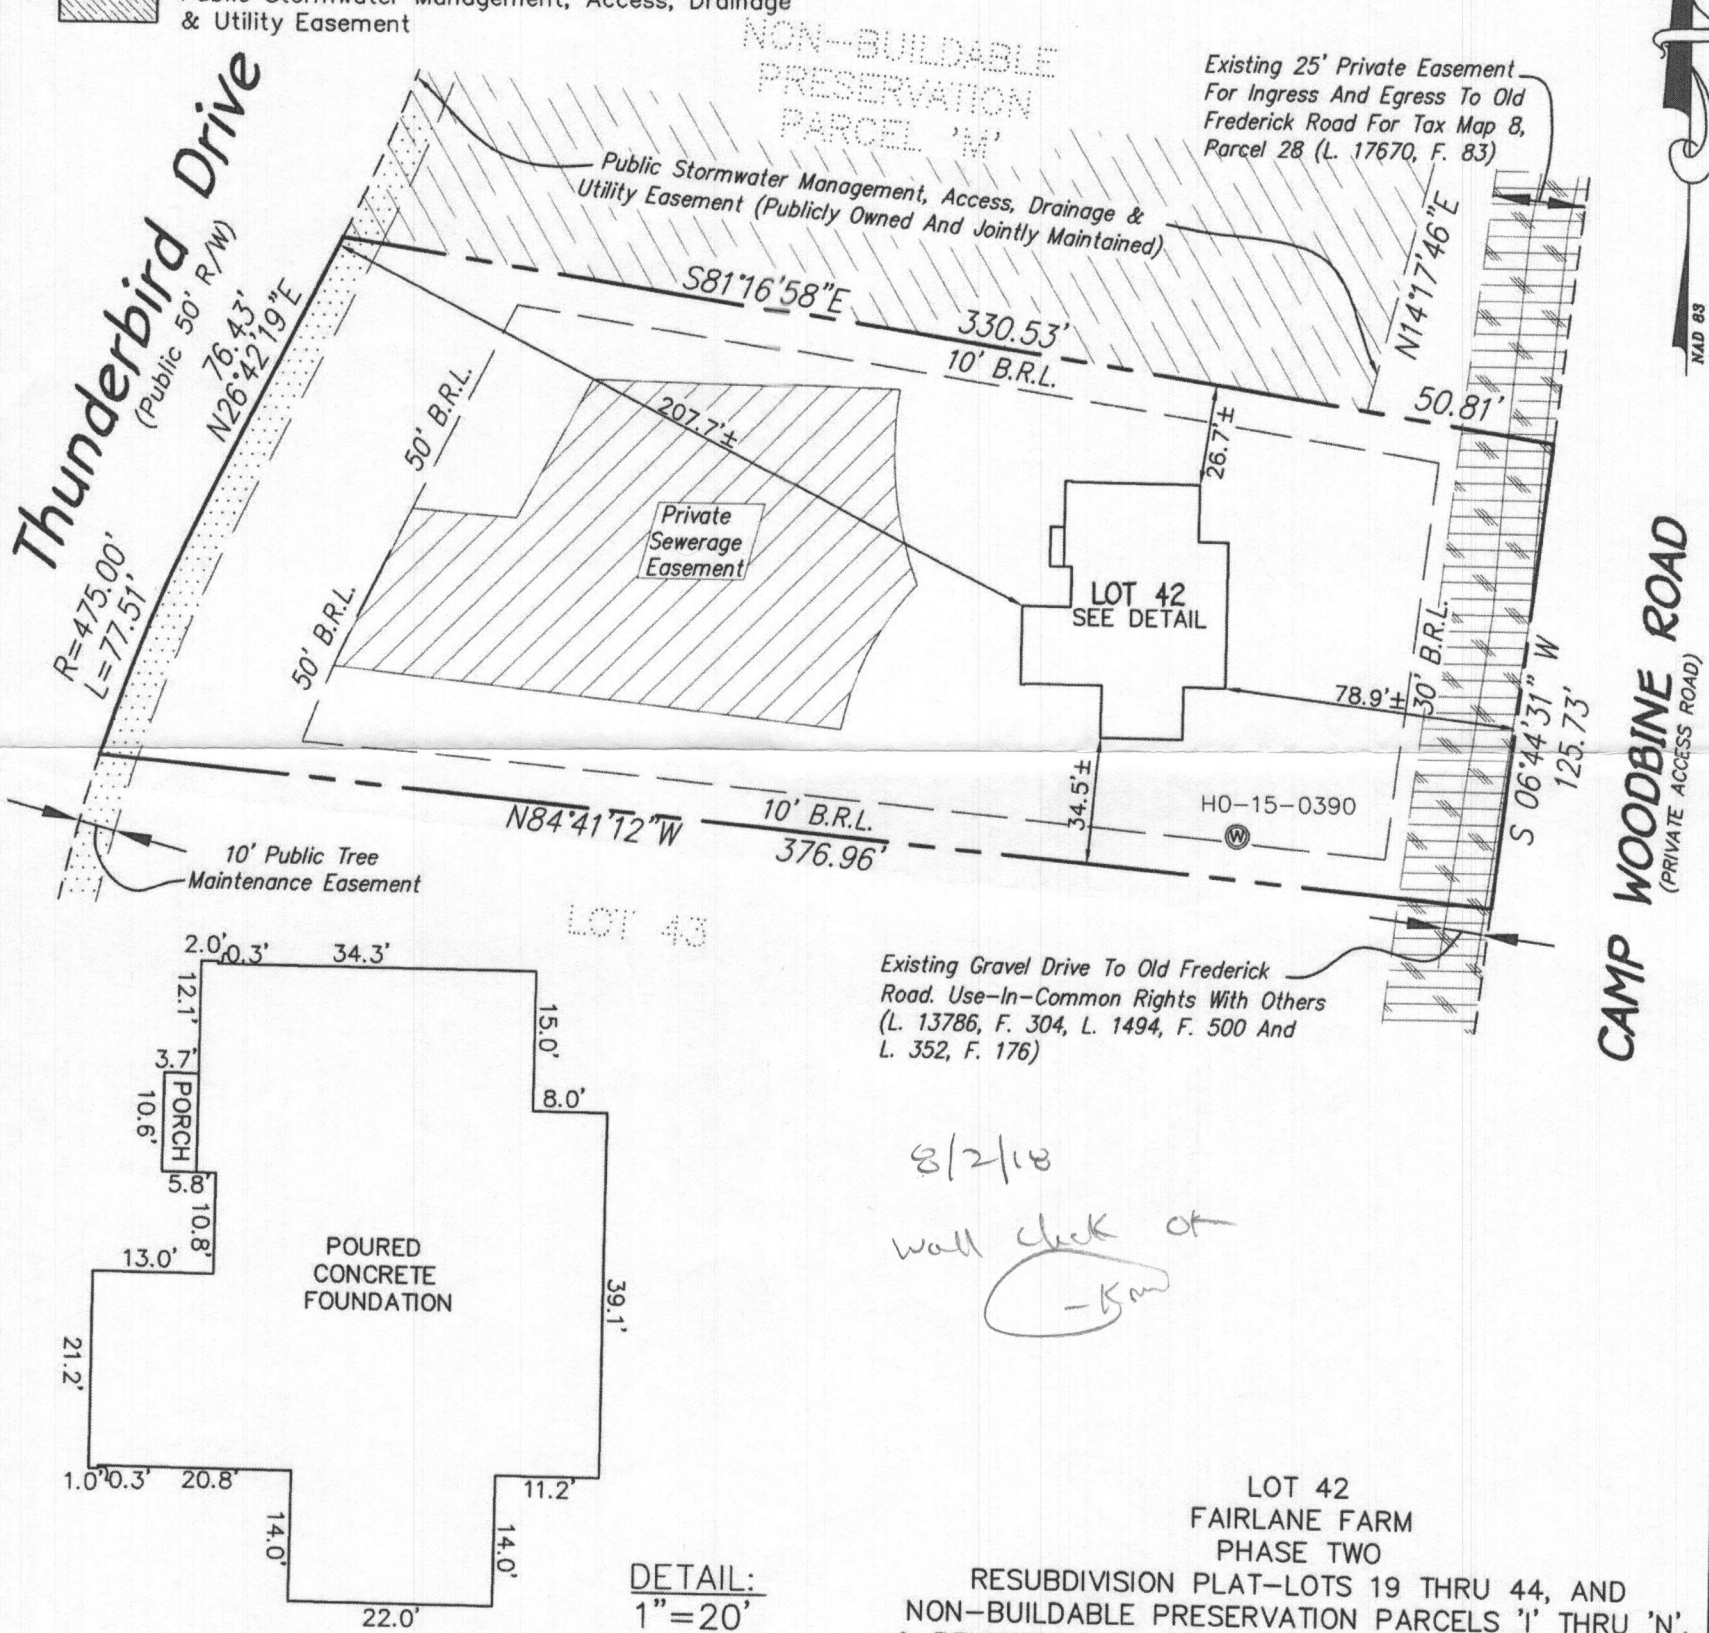 & Utility Easement
NON-BUILDABLE
PRESERVATION
PARCEL 'M'
Existing 25' Private Easement
For Ingress And Egress To Old
Frederick Road For Tax Map 8,
Parcel 28 (L. 17670, F. 83)
Thunderbird Drive
(Public 50' R/W)
76.43'
N26°42'19"E
R=475.00'
L=77.51'
Public Stormwater Management, Access, Drainage &
Utility Easement (Publicly Owned And Jointly Maintained)
N14°17'46"E
NAD 83
S81°16'58"E
330.53'
10' B.R.L.
50.81'
50' B.R.L.
207.7'±
26.7'±
Private
Sewerage
Easement
LOT 42
SEE DETAIL
50' B.R.L.
30' B.R.L.
78.9'±
S 06°44'31" W
125.73'
CAMP WOODBINE ROAD
(PRIVATE ACCESS ROAD)
34.5'±
HO-15-0390
W
N84°41'12"W
10' B.R.L.
376.96'
10' Public Tree
Maintenance Easement
LOT 43
Existing Gravel Drive To Old Frederick
Road. Use-In-Common Rights With Others
(L. 13786, F. 304, L. 1494, F. 500 And
L. 352, F. 176)
2.0'
0.3'
34.3'
12.1'
15.0'
3.7'
8.0'
PORCH
10.6'
5.8'
10.8'
13.0'
POURED
CONCRETE
FOUNDATION
39.1'
21.2'
1.0'
0.3'
20.8'
11.2'
14.0'
14.0'
22.0'
DETAIL:
1"=20'
8/2/18
Wall check OK
LOT 42
FAIRLANE FARM
PHASE TWO
RESUBDIVISION PLAT-LOTS 19 THRU 44, AND
NON-BUILDABLE PRESERVATION PARCELS 'I' THRU 'N',